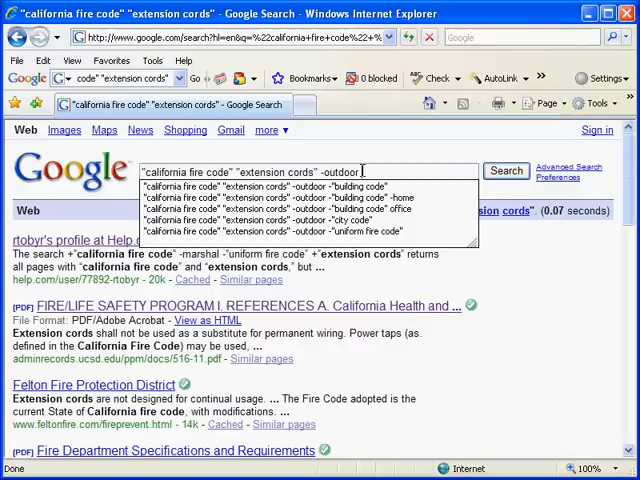 "california fire code" "extension cords" - Google Search - Windows Internet Explorer
http://www.google.com/search?hl=en&q=%22california+fire+code%22+%
Google
File Edit View Favorites Tools Help
Google code" "extension cords" Go Bookmarks 0 blocked Check AutoLink Settings
"california fire code" "extension cords" - Google Search
Page Tools
Web Images Maps News Shopping Gmail more ▼ Sign in
Google
"california fire code" "extension cords" -outdoor
Search
Advanced Search
Preferences
"california fire code" "extension cords" -outdoor -"building code"
"california fire code" "extension cords" -outdoor -"building code" -home
"california fire code" "extension cords" -outdoor -"building code" office
"california fire code" "extension cords" -outdoor -"city code"
"california fire code" "extension cords" -outdoor -"uniform fire code"
Web cords". (0.07 seconds)
rtobyr's profile at Help.c
The search +"california fire code" -marshal -"uniform fire code" +"extension cords" returns
all pages with "california fire code" and "extension cords," but ...
help.com/user/77892-rtobyr - 20k - Cached - Similar pages
[PDF] FIRE/LIFE SAFETY PROGRAM I. REFERENCES A. California Health and ...
File Format: PDF/Adobe Acrobat - View as HTML
Extension cords shall not be used as a substitute for permanent wiring. Power taps (as.
defined in the California Fire Code) may be used, ...
adminrecords.ucsd.edu/ppm/docs/516-11.pdf - Similar pages
Felton Fire Protection District
Extension cords are not designed for continual usage. ... The Fire Code adopted is the
current State of California fire code, with modifications. ...
www.feltonfire.com/fireprevent.html - 14k - Cached - Similar pages
[PDF] Fire Department Specifications and Requirements
Done Internet 100%